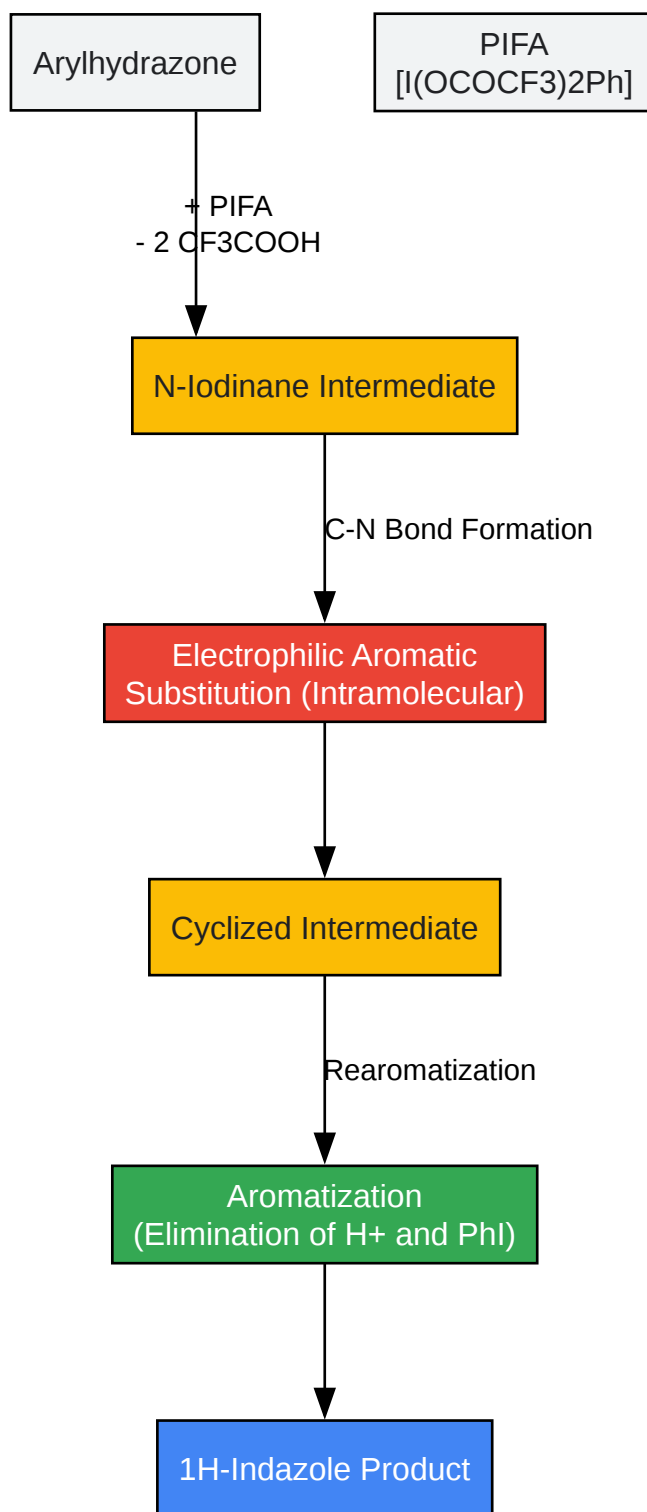 Arylhydrazone
PIFA
[I(OCOCF3)2Ph]
+ PIFA
- 2 CF3COOH
N-Iodinane Intermediate
C-N Bond Formation
Electrophilic Aromatic
Substitution (Intramolecular)
Cyclized Intermediate
Rearomatization
Aromatization
(Elimination of H+ and PhI)
1H-Indazole Product